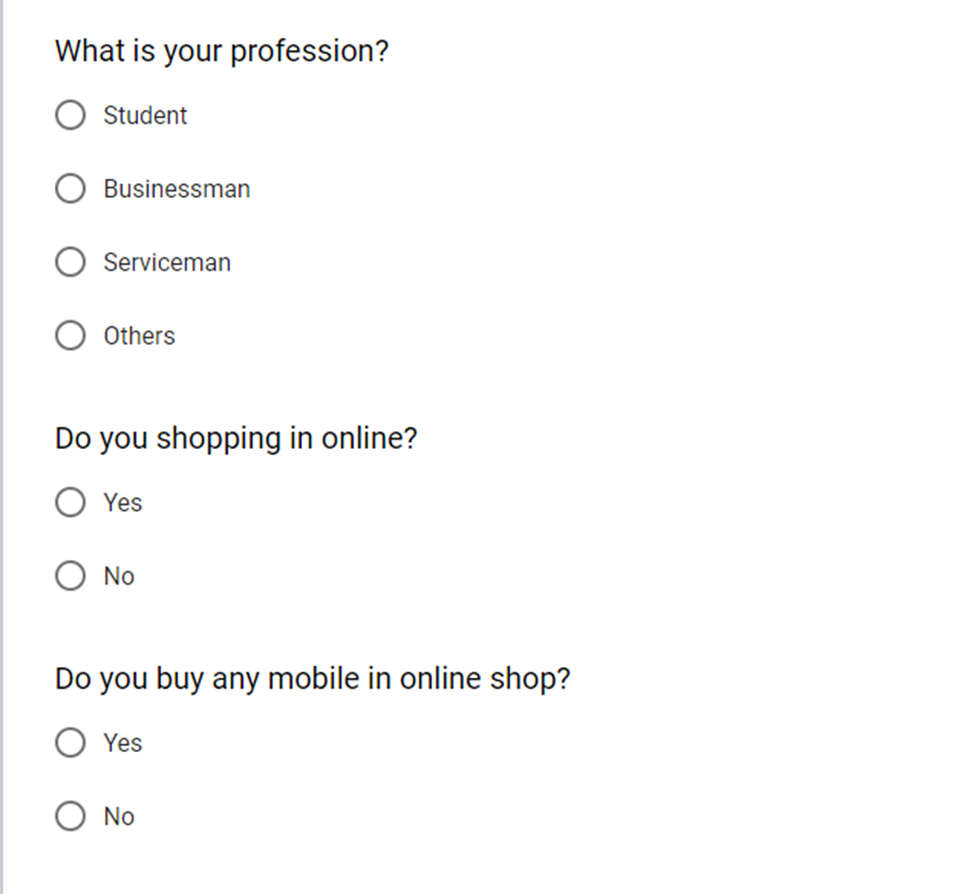 What is your profession?
Student
Businessman
Serviceman
Others
Do you shopping in online?
Yes
No
Do you buy any mobile in online shop?
Yes
No